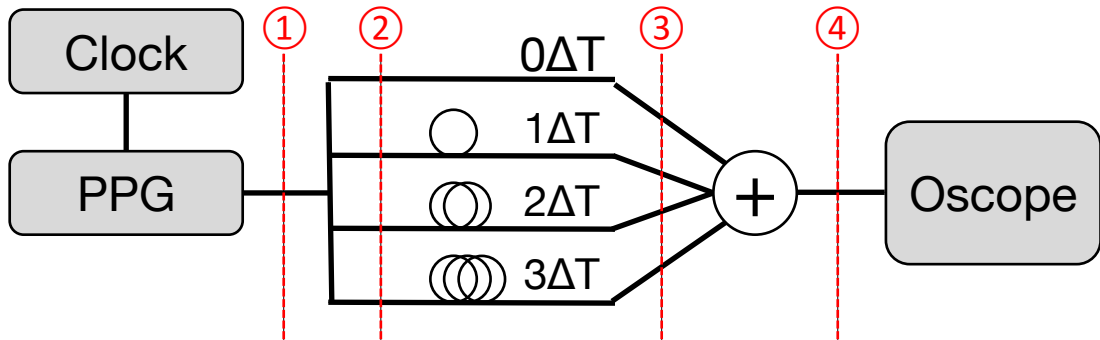 ① ② ③ ④
Clock
0ΔT
1ΔT
PPG
2ΔT
+
Oscope
3ΔT